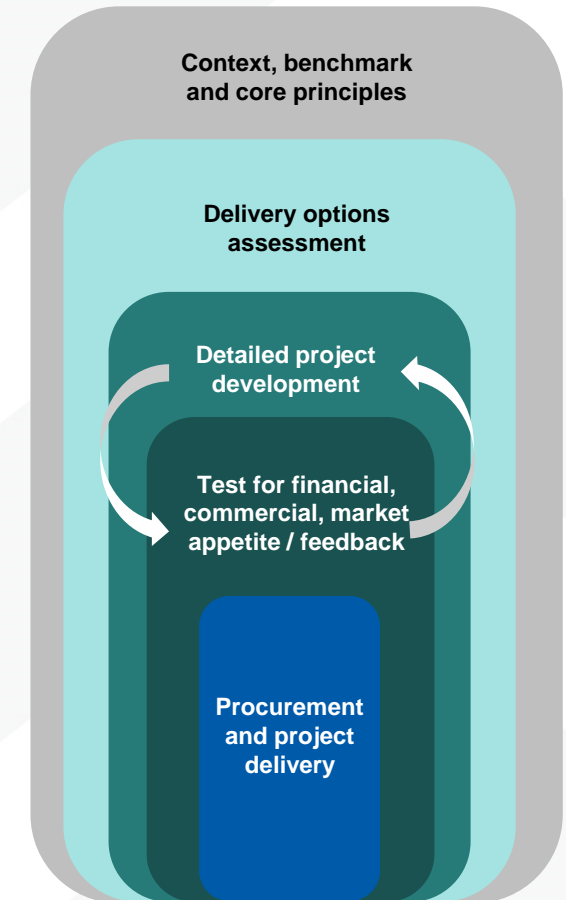 Context, benchmark
and core principles
Delivery options
assessment
Detailed project
development
Test for financial,
commercial, market
appetite / feedback
Procurement
and project
delivery